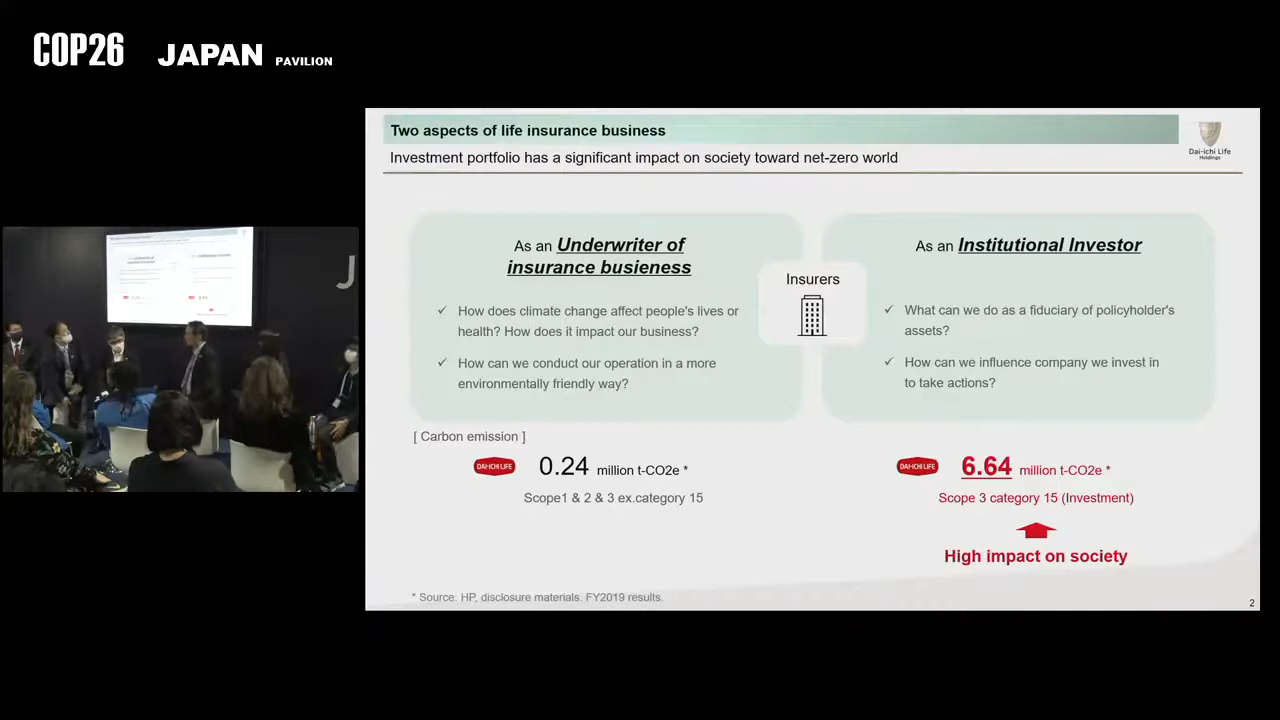 COP26 JAPAN PAVILION
Two aspects of life insurance business
Investment portfolio has a significant impact on society toward net-zero world
Dai-ichi Life
Holdings
As an Underwriter of
insurance busieness
✓ How does climate change affect people's lives or
health? How does it impact our business?
✓ How can we conduct our operation in a more
environmentally friendly way?
Insurers
As an Institutional Investor
✓ What can we do as a fiduciary of policyholder's
assets?
✓ How can we influence company we invest in
to take actions?
[ Carbon emission ]
DAI-ICHI LIFE 0.24 million t-CO2e *
Scope1 & 2 & 3 ex.category 15
DAI-ICHI LIFE 6.64 million t-CO2e *
Scope 3 category 15 (Investment)
High impact on society
* Source: HP, disclosure materials. FY2019 results.
2
J